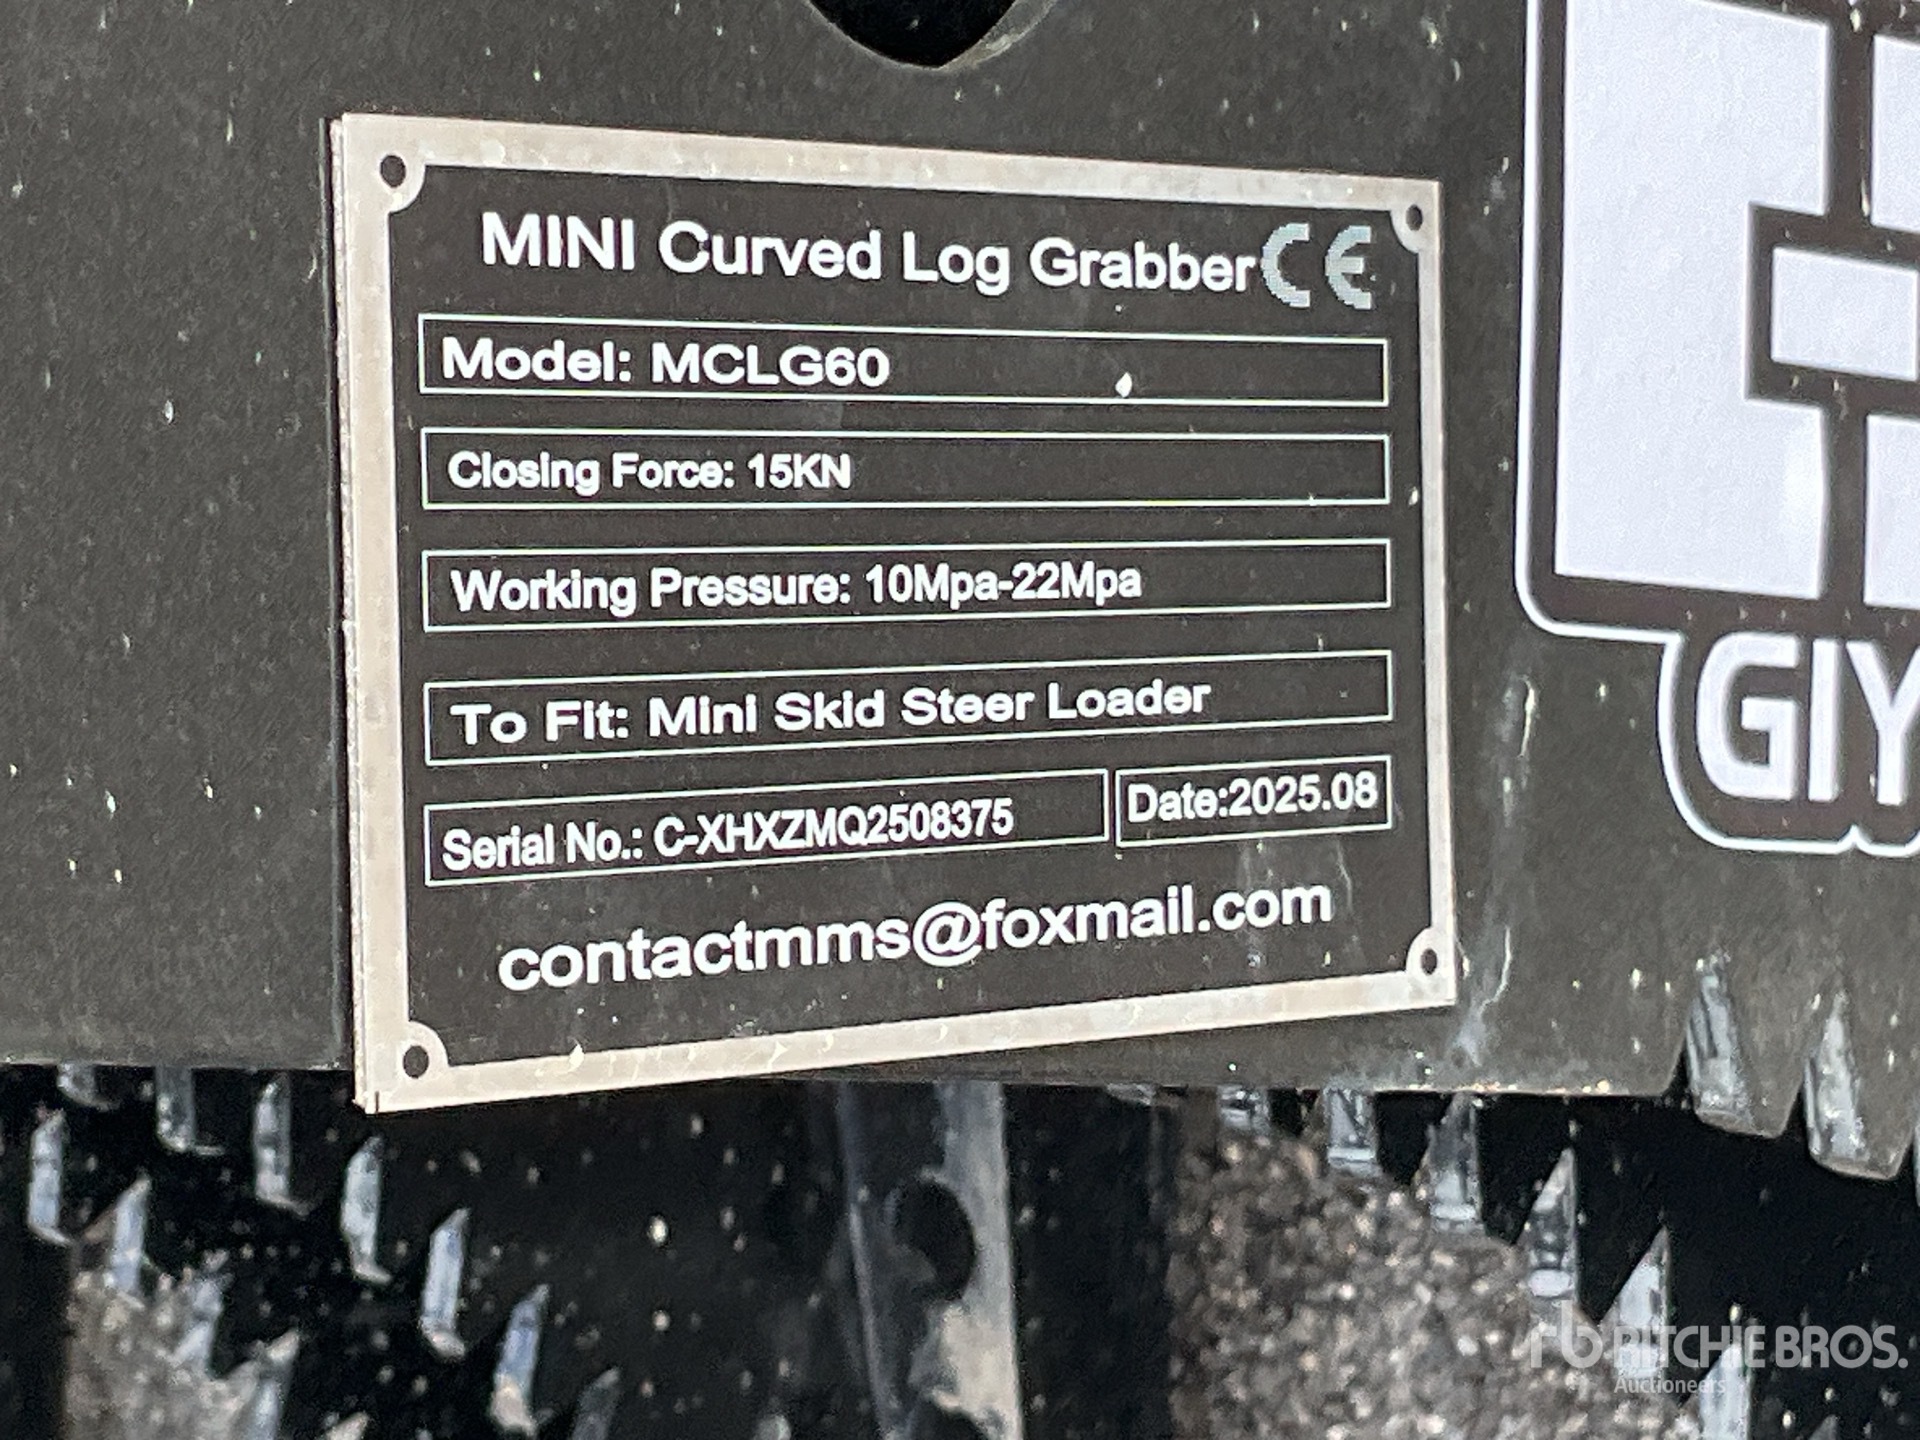 MINI Curved Log Grabber CE
Model: MCLG60
Closing Force: 15KN
Working Pressure: 10Mpa-22Mpa
To Fit: Mini Skid Steer Loader
Serial No.: C-XHXZMQ2508375
Date:2025.08
contactmms@foxmail.com
GIY
rb RITCHIE BROS.
Auctioneers